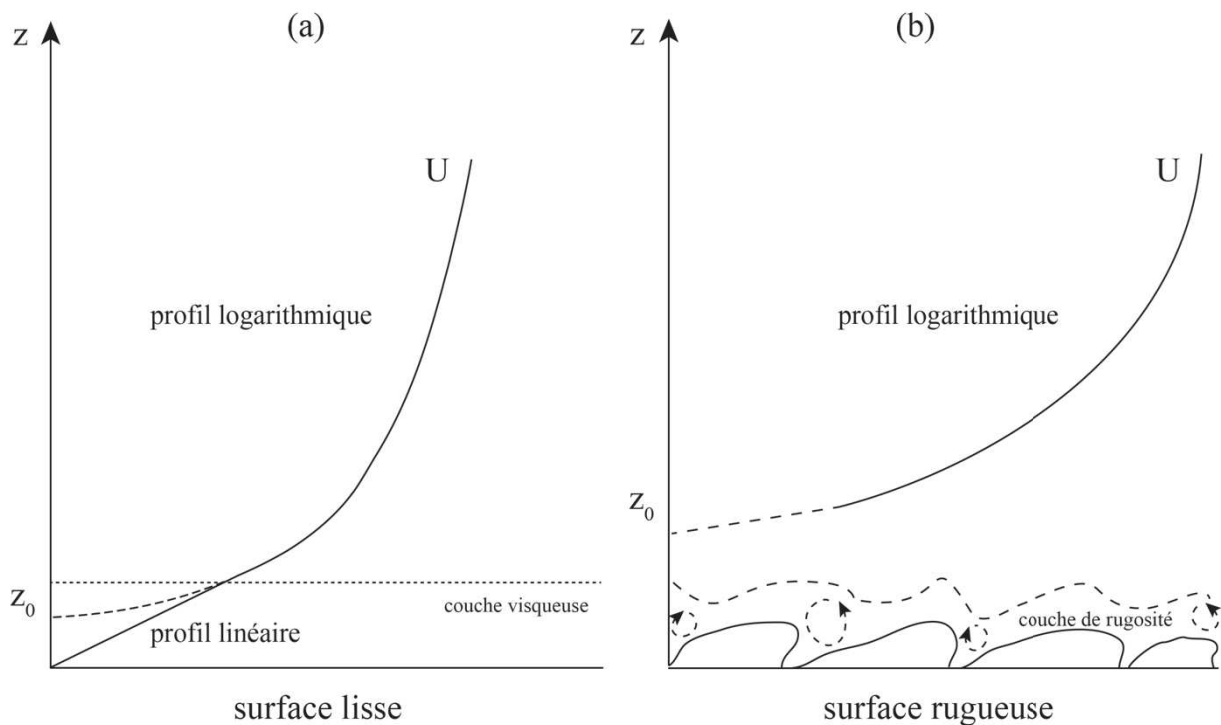 (a)
z
U
profil logarithmique
z₀
couche visqueuse
profil linéaire
surface lisse
(b)
z
U
profil logarithmique
z₀
couche de rugosité
surface rugueuse